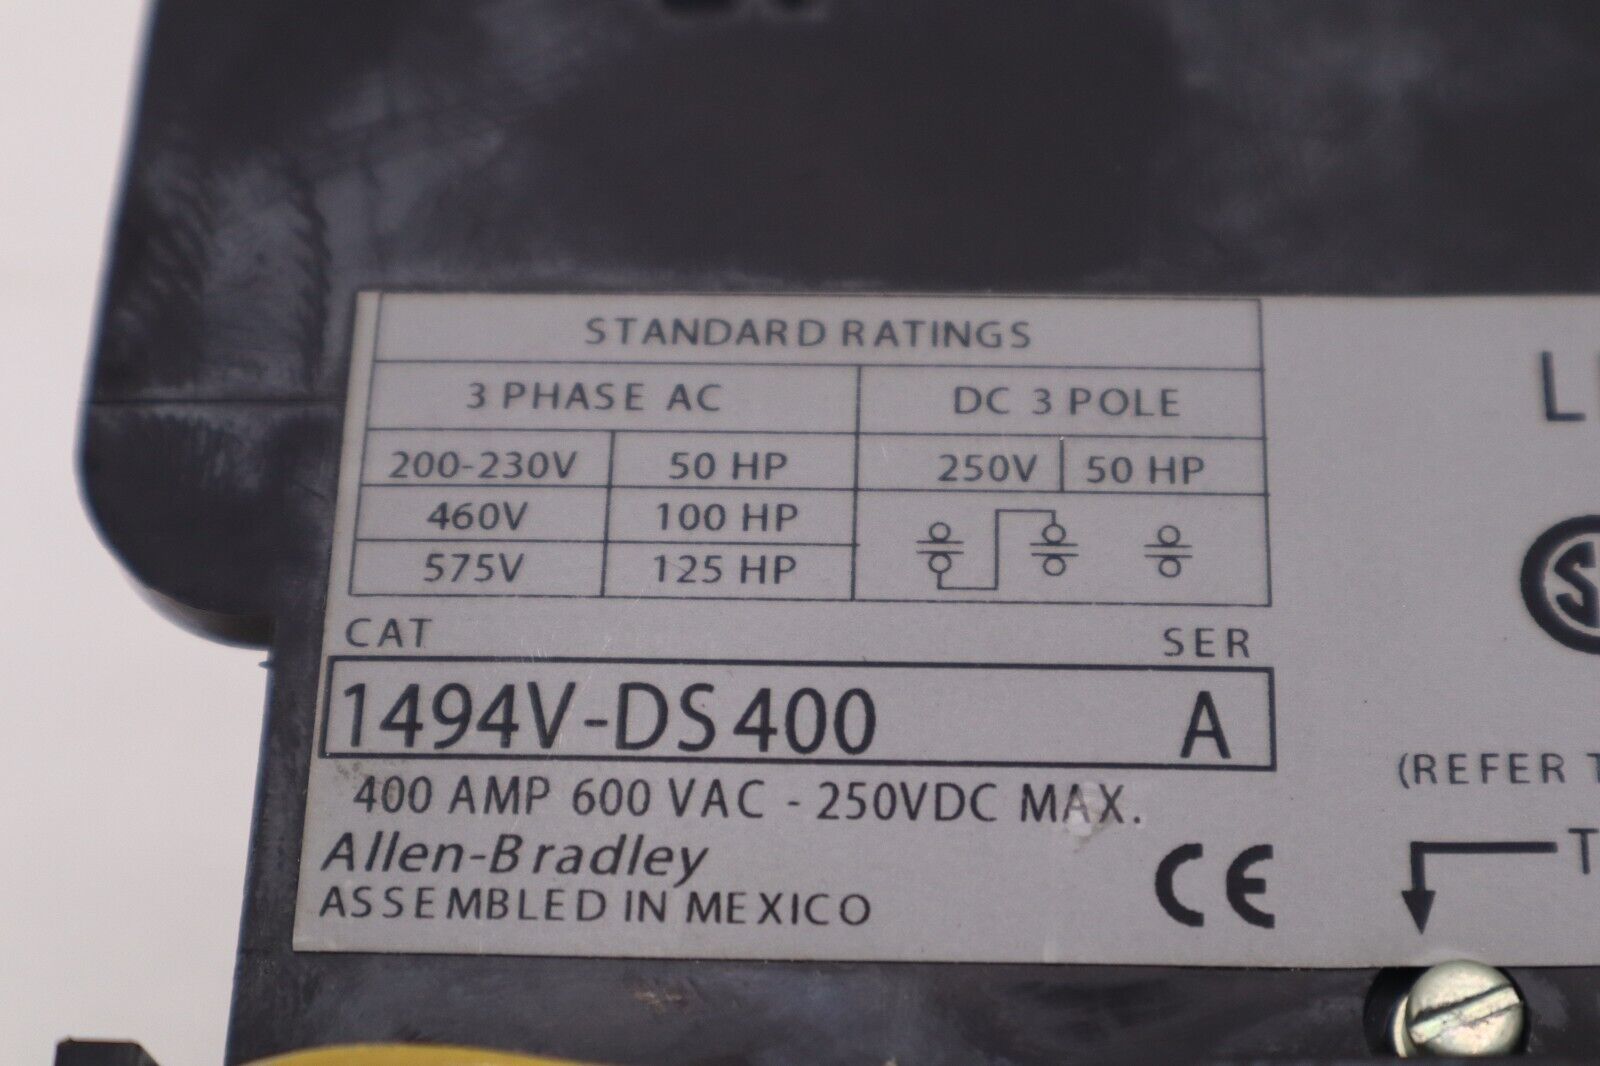 STANDARD RATINGS
3 PHASE AC DC 3 POLE
200-230V 50 HP 250V 50 HP
460V 100 HP
575V 125 HP
CAT SER
1494V-DS400 A
400 AMP 600 VAC - 250VDC MAX.
Allen-Bradley
ASSEMBLED IN MEXICO CE
(REFER